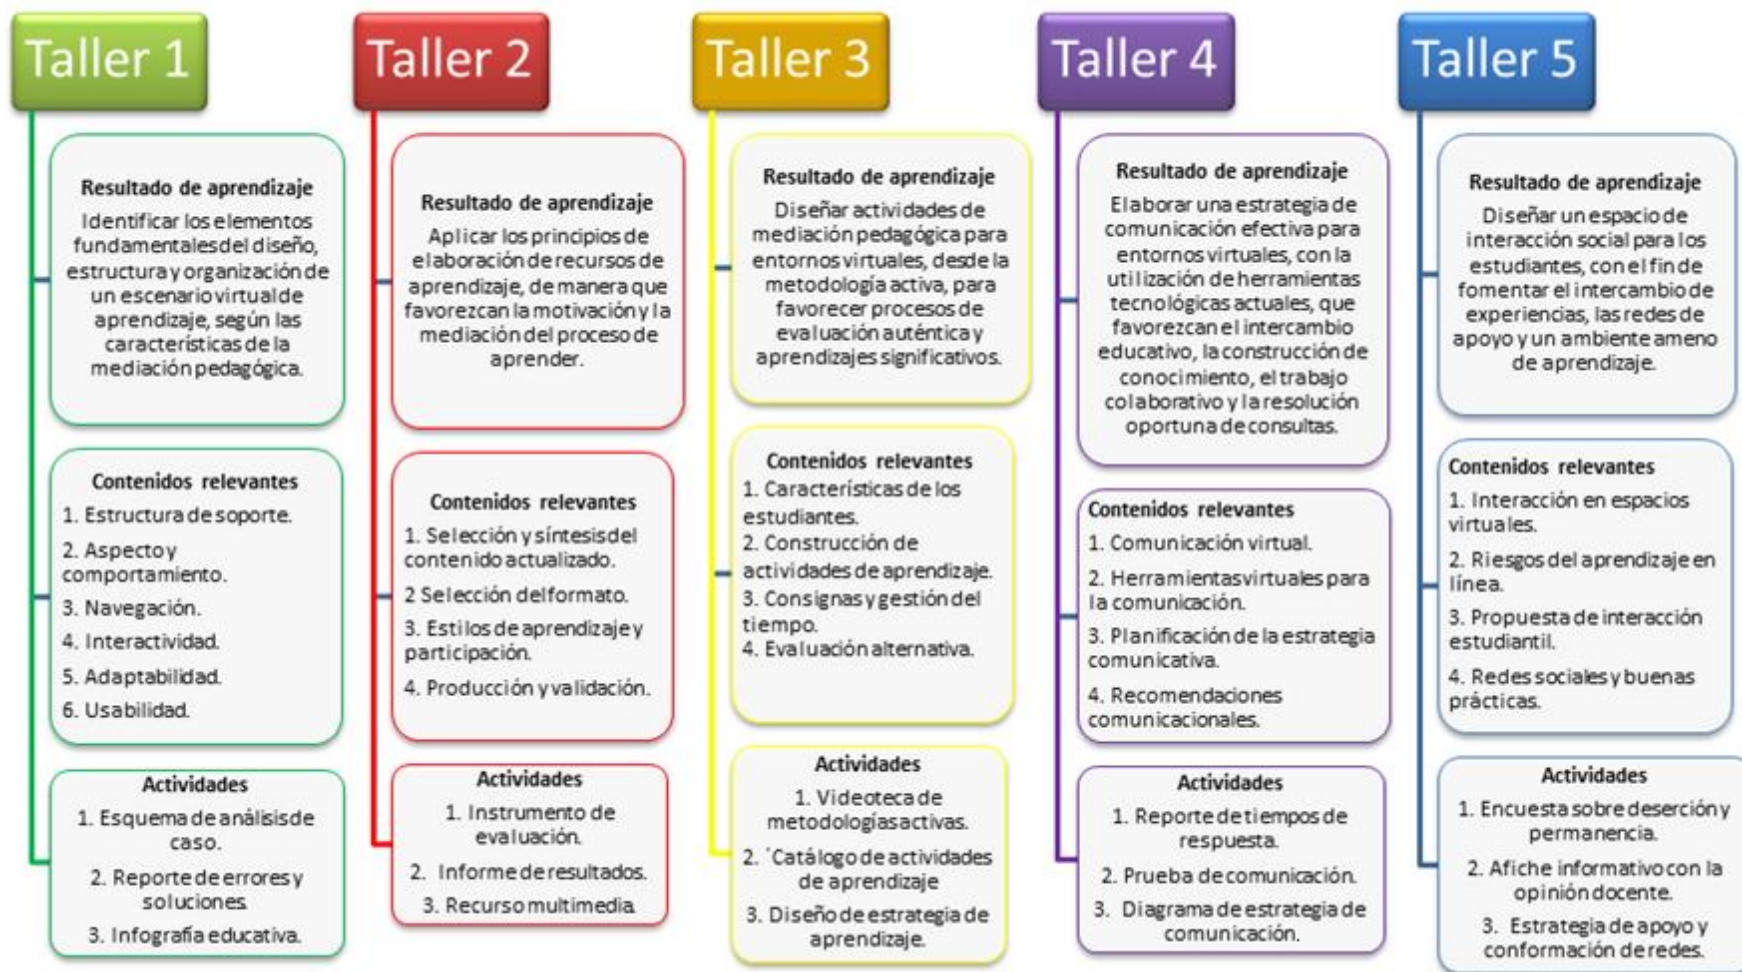 Taller 1
Resultado de aprendizaje
Identificar los elementos
fundamentales del diseño,
estructura y organización de
un escenario virtual de
aprendizaje, según las
características de la
mediación pedagógica.
Contenidos relevantes
1. Estructura de soporte.
2. Aspecto y
comportamiento.
3. Navegación.
4. Interactividad.
5. Adaptabilidad.
6. Usabilidad.
Actividades
1. Esquema de análisis de
caso.
2. Reporte de errores y
soluciones.
3. Infografía educativa.
Taller 2
Resultado de aprendizaje
Aplicar los principios de
elaboración de recursos de
aprendizaje, de manera que
favorezcan la motivación y la
mediación del proceso de
aprender.
Contenidos relevantes
1. Selección y síntesis del
contenido actualizado.
2 Selección del formato.
3. Estilos de aprendizaje y
participación.
4. Producción y validación.
Actividades
1. Instrumento de
evaluación.
2. Informe de resultados.
3. Recurso multimedia.
Taller 3
Resultado de aprendizaje
Diseñar actividades de
mediación pedagógica para
entornos virtuales, desde la
metodología activa, para
favorecer procesos de
evaluación auténtica y
aprendizajes significativos.
Contenidos relevantes
1. Características de los
estudiantes.
2. Construcción de
actividades de aprendizaje.
3. Consignas y gestión del
tiempo.
4. Evaluación alternativa.
Actividades
1. Videoteca de
metodologías activas.
2. ´Catálogo de actividades
de aprendizaje
3. Diseño de estrategia de
aprendizaje.
Taller 4
Resultado de aprendizaje
Elaborar una estrategia de
comunicación efectiva para
entornos virtuales, con la
utilización de herramientas
tecnológicas actuales, que
favorezcan el intercambio
educativo, la construcción de
conocimiento, el trabajo
colaborativo y la resolución
oportuna de consultas.
Contenidos relevantes
1. Comunicación virtual.
2. Herramientas virtuales para
la comunicación.
3. Planificación de la estrategia
comunicativa.
4. Recomendaciones
comunicacionales.
Actividades
1. Reporte de tiempos de
respuesta.
2. Prueba de comunicación.
3. Diagrama de estrategia de
comunicación.
Taller 5
Resultado de aprendizaje
Diseñar un espacio de
interacción social para los
estudiantes, con el fin de
fomentar el intercambio de
experiencias, las redes de
apoyo y un ambiente ameno
de aprendizaje.
Contenidos relevantes
1. Interacción en espacios
virtuales.
2. Riesgos del aprendizaje en
línea.
3. Propuesta de interacción
estudiantil.
4. Redes sociales y buenas
prácticas.
Actividades
1. Encuesta sobre deserción y
permanencia.
2. Afiche informativo con la
opinión docente.
3. Estrategia de apoyo y
conformación de redes.